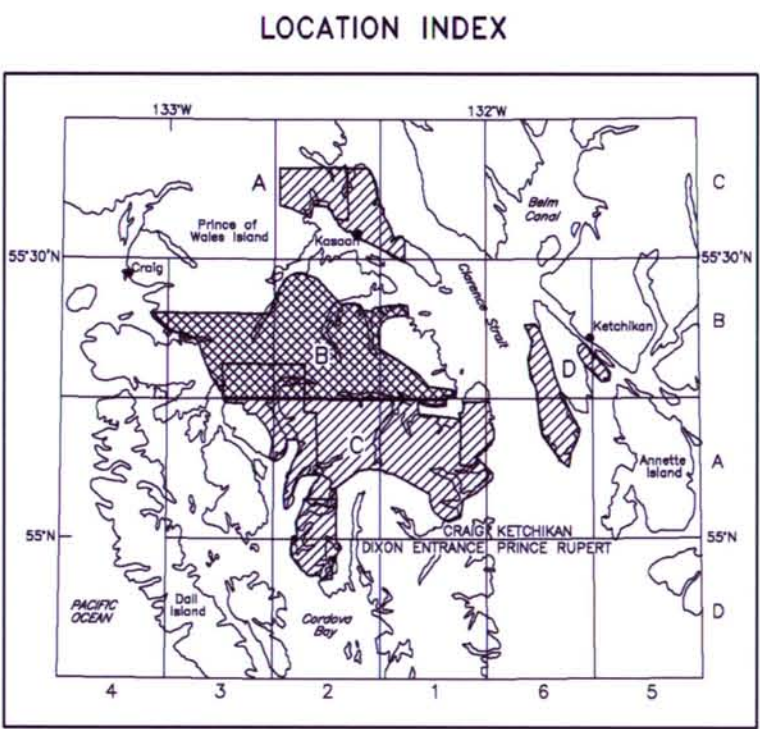 LOCATION INDEX
133°W
132°W
A
C
Belm
Canal
Prince of
Wales Island
Kasaan
55°30'N
55°30'N
Craig
Clarence Strait
B
Ketchikan
B
D
C
A
Annette
Island
CRAIG
KETCHIKAN
55°N
55°N
DIXON ENTRANCE
PRINCE RUPERT
PACIFIC
OCEAN
Dall
Island
Cordova
Bay
D
4
3
2
1
6
5